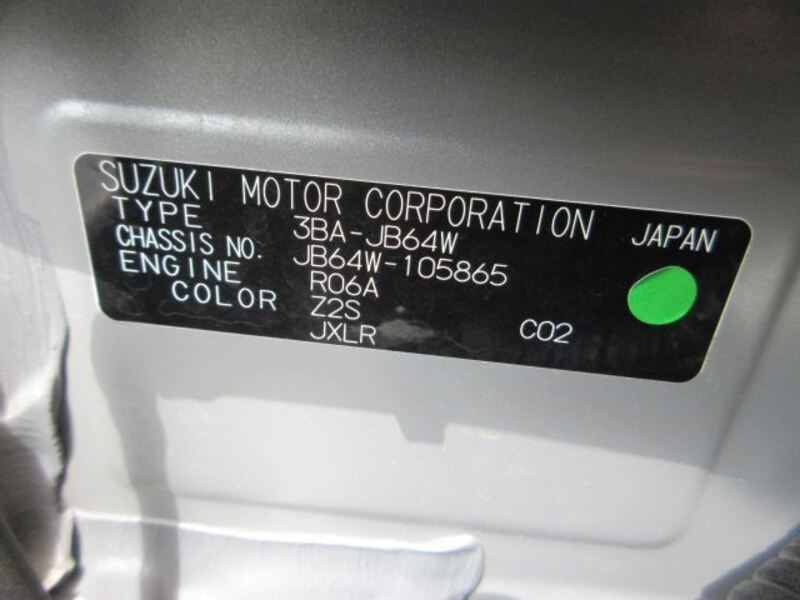 SUZUKI MOTOR CORPORATION JAPAN
TYPE 3BA-JB64W
CHASSIS NO. JB64W-105865
ENGINE R06A
COLOR Z2S
JXLR C02